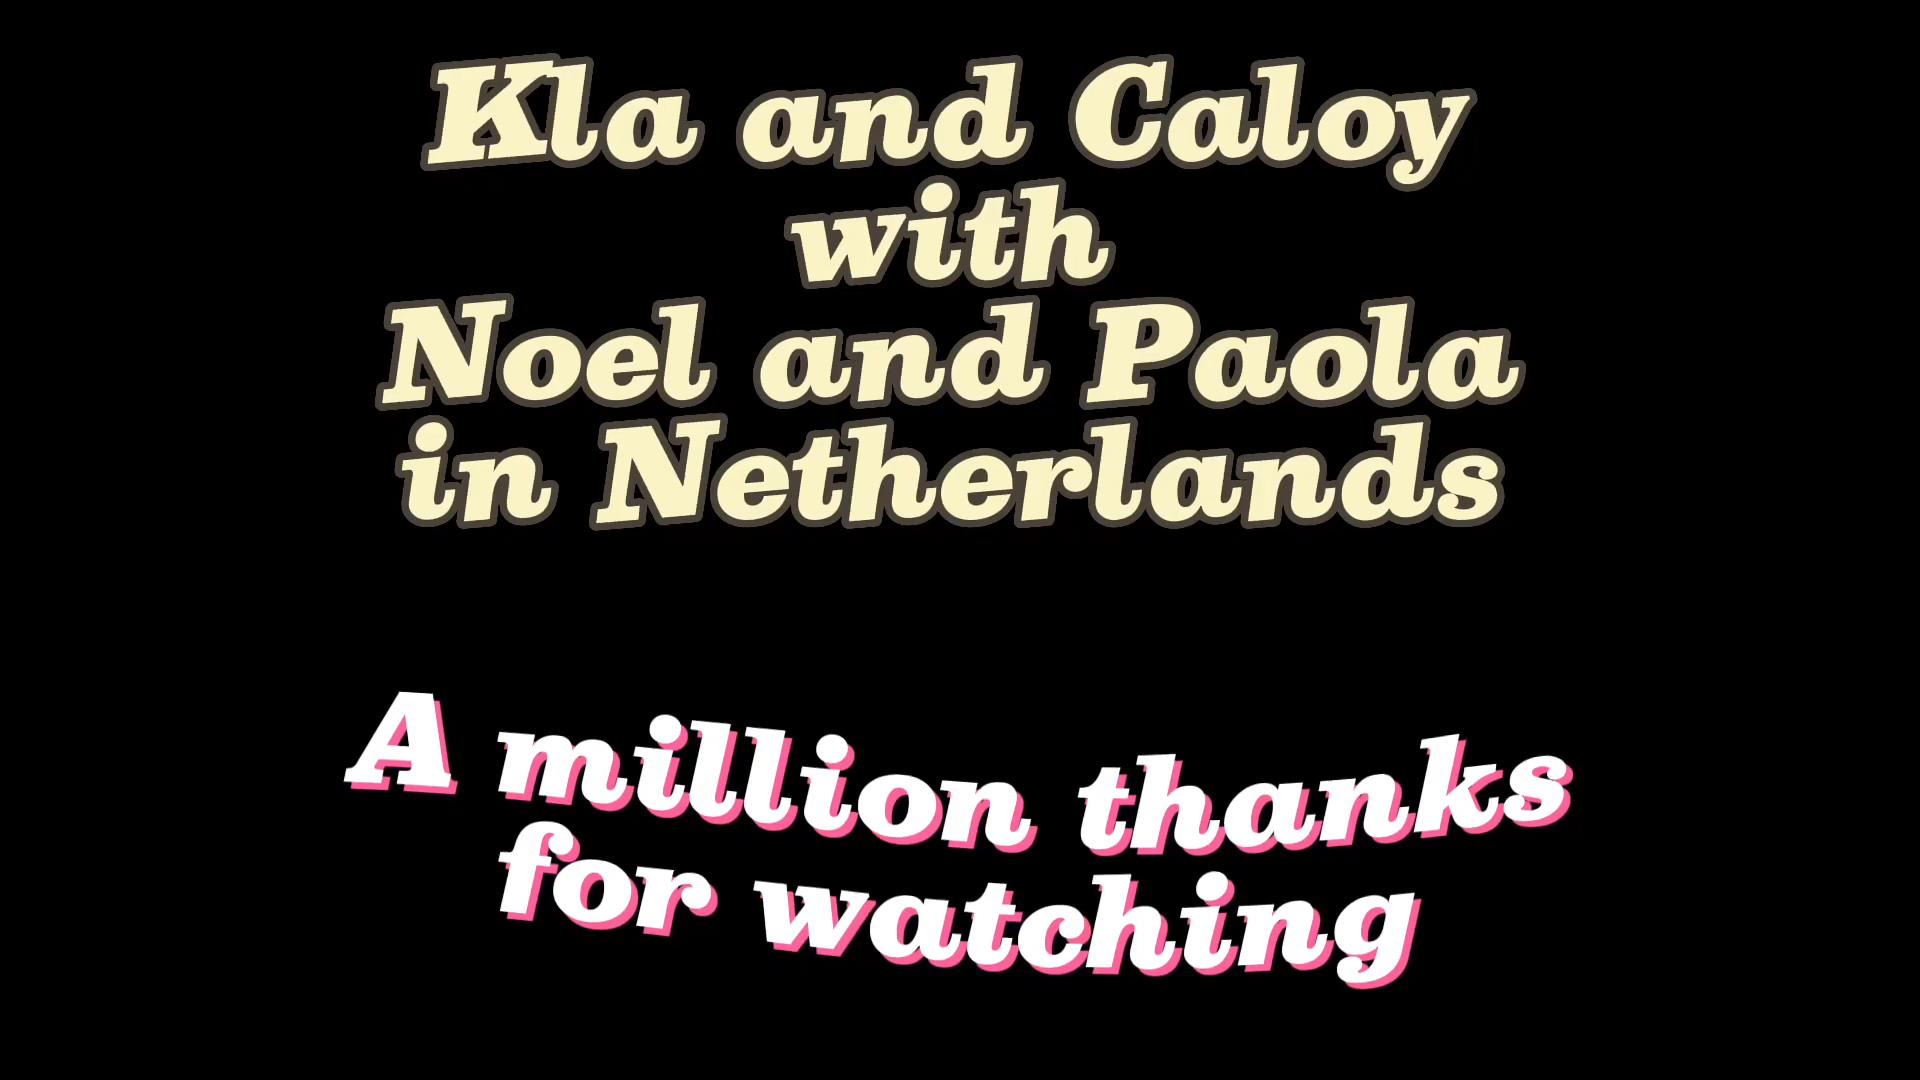 Kla and Caloy
with
Noel and Paola
in Netherlands
A million thanks
for watching